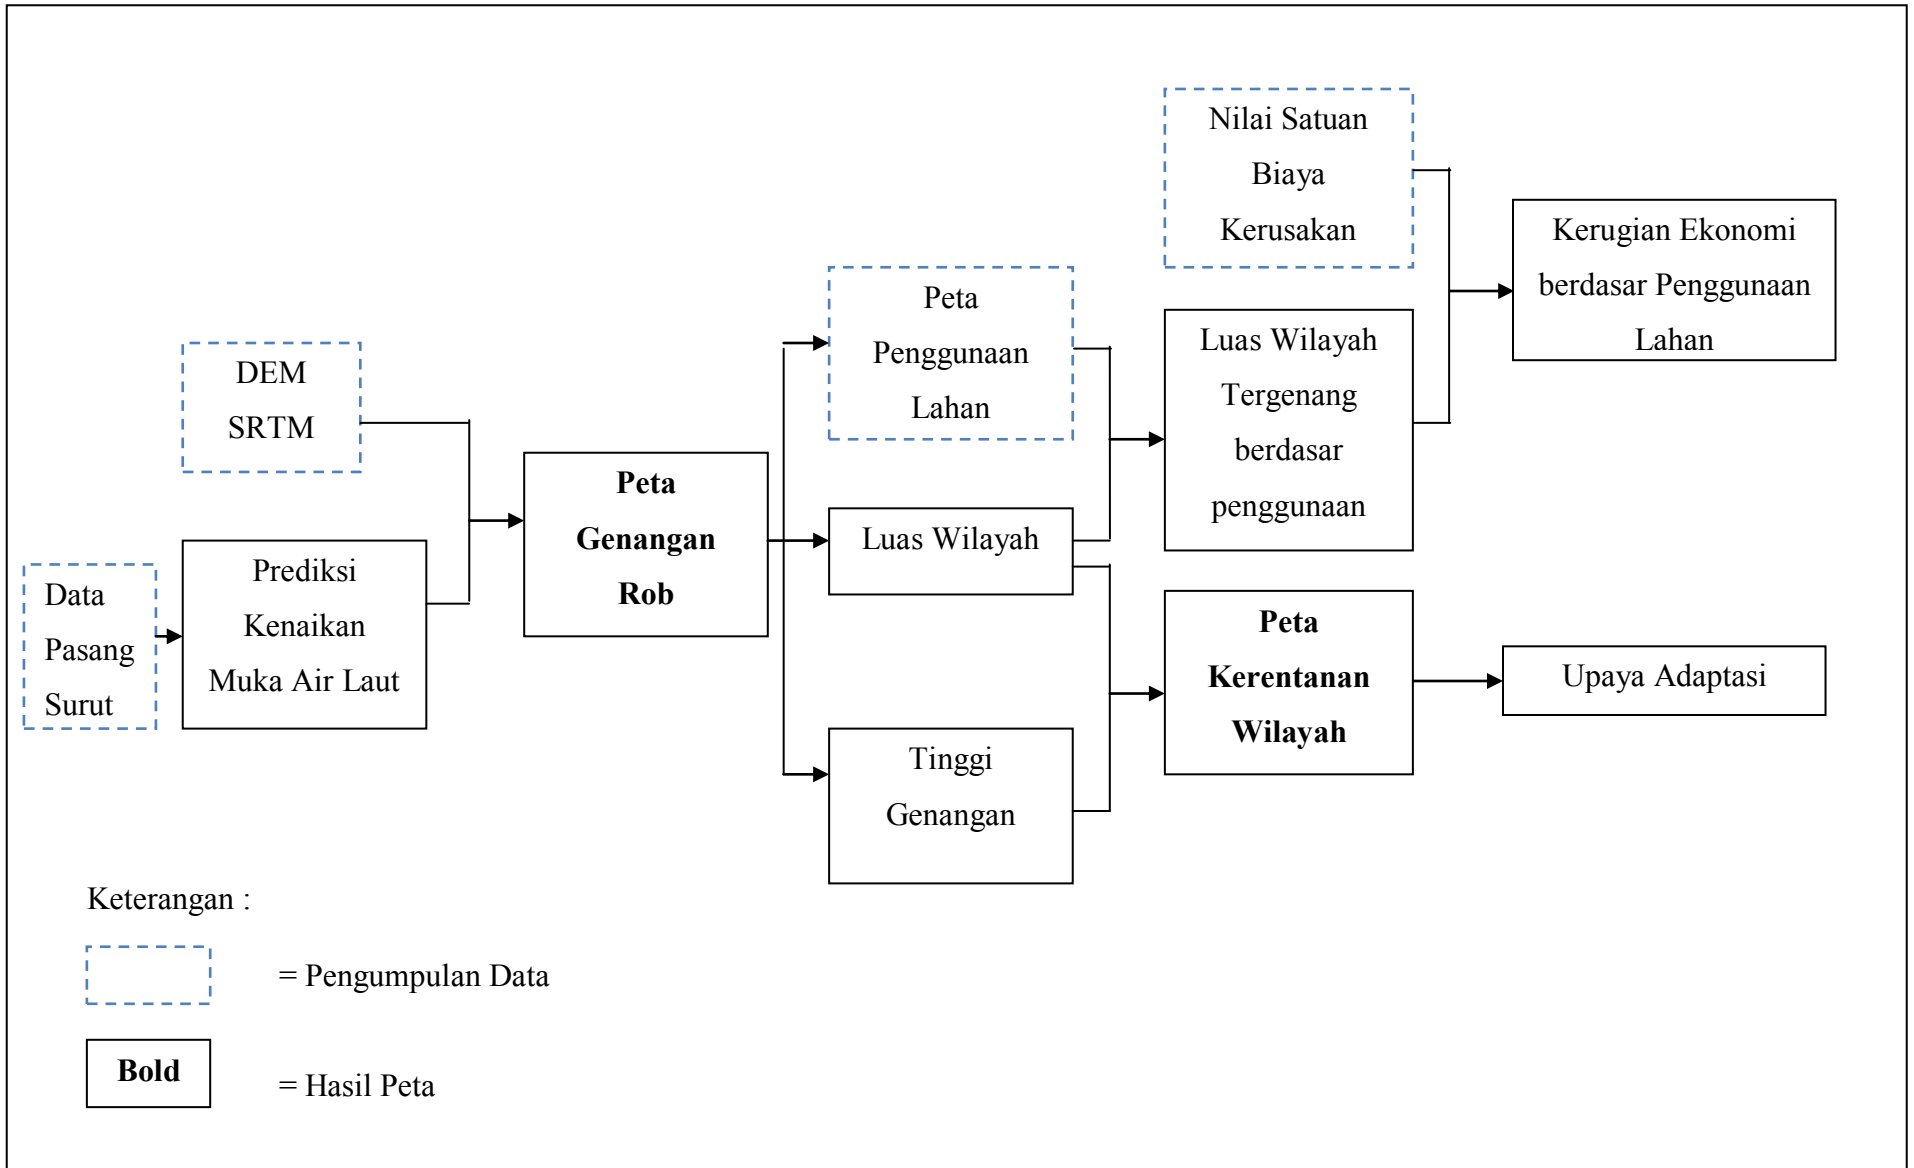 Data
Pasang
Surut
DEM
SRTM
Prediksi
Kenaikan
Muka Air Laut
Peta
Genangan
Rob
Peta
Penggunaan
Lahan
Luas Wilayah
Tinggi
Genangan
Nilai Satuan
Biaya
Kerusakan
Luas Wilayah
Tergenang
berdasar
penggunaan
Peta
Kerentanan
Wilayah
Kerugian Ekonomi
berdasar Penggunaan
Lahan
Upaya Adaptasi
Keterangan :
= Pengumpulan Data
Bold
= Hasil Peta